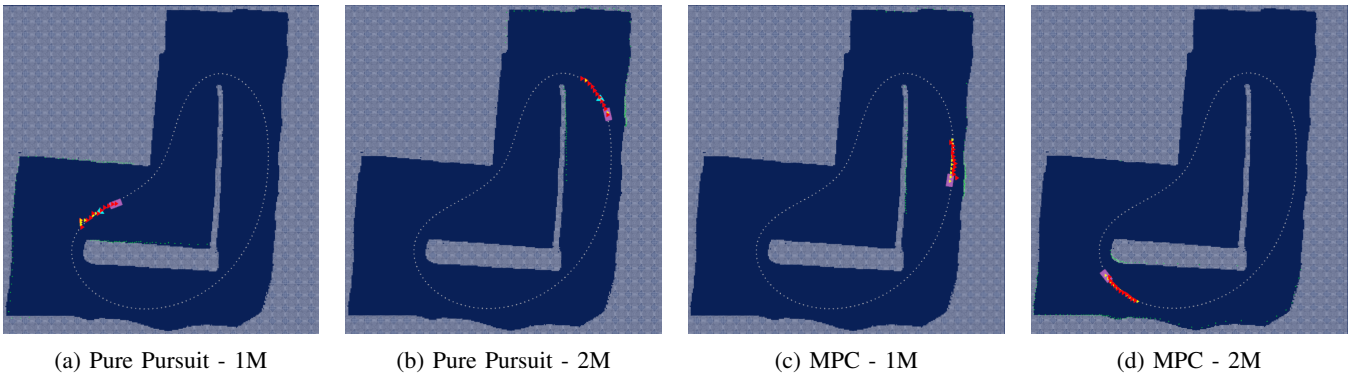 (a) Pure Pursuit - 1M
(b) Pure Pursuit - 2M
(c) MPC - 1M
(d) MPC - 2M